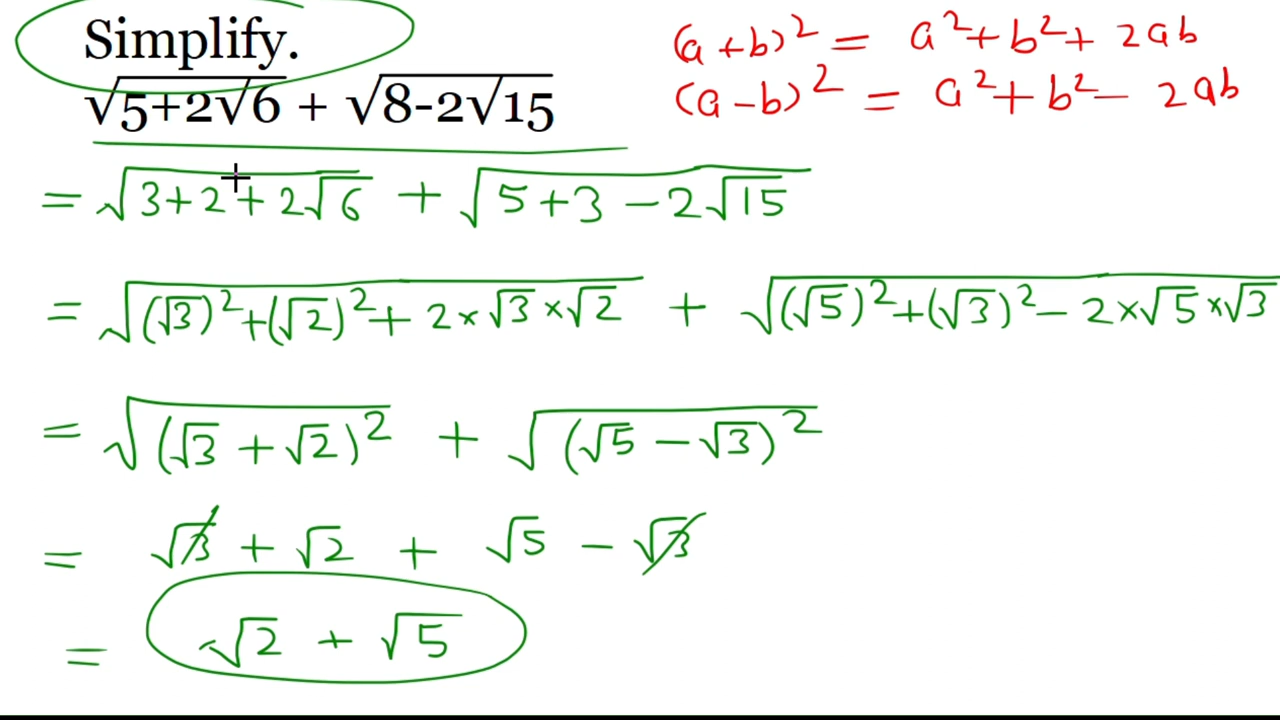 Simplify.
√5+2√6 + √8-2√15
(a+b)² = a²+b²+ 2ab
(a-b)² = a²+b²- 2ab
= √3+2+2√6 + √5+3-2√15
= √(√3)²+(√2)²+2×√3×√2 + √(√5)²+(√3)²-2×√5×√3
= √(√3+√2)² + √(√5-√3)²
= √3 + √2 + √5 - √3
= √2 + √5